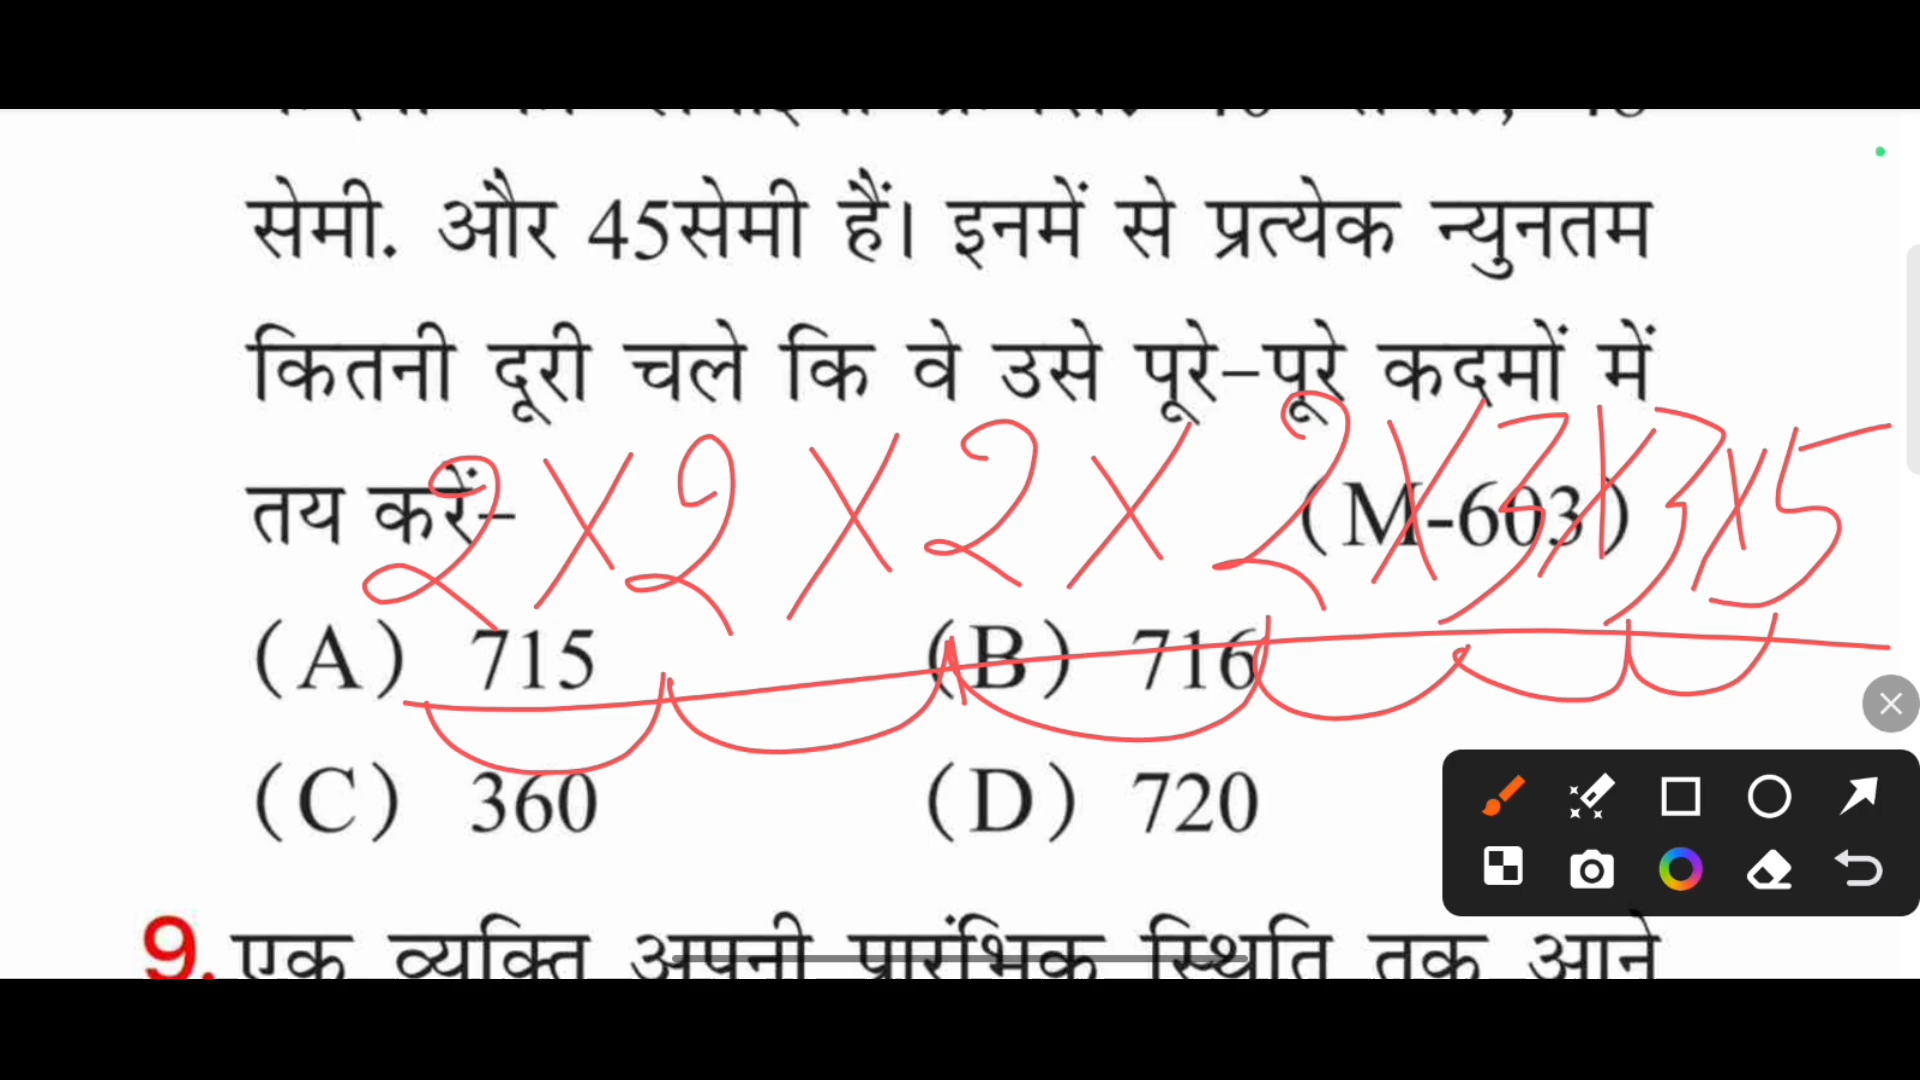 सेमी. और 45सेमी हैं। इनमें से प्रत्येक न्युनतम
कितनी दूरी चले कि वे उसे पूरे-पूरे कदमों में
तय करें-
(M-603)
2 × 2 × 2 × 2 × 3 × 3 × 5
(A) 715 (B) 716
(C) 360 (D) 720
9. एक व्यक्ति अपनी प्रारंभिक स्थिति तक आने